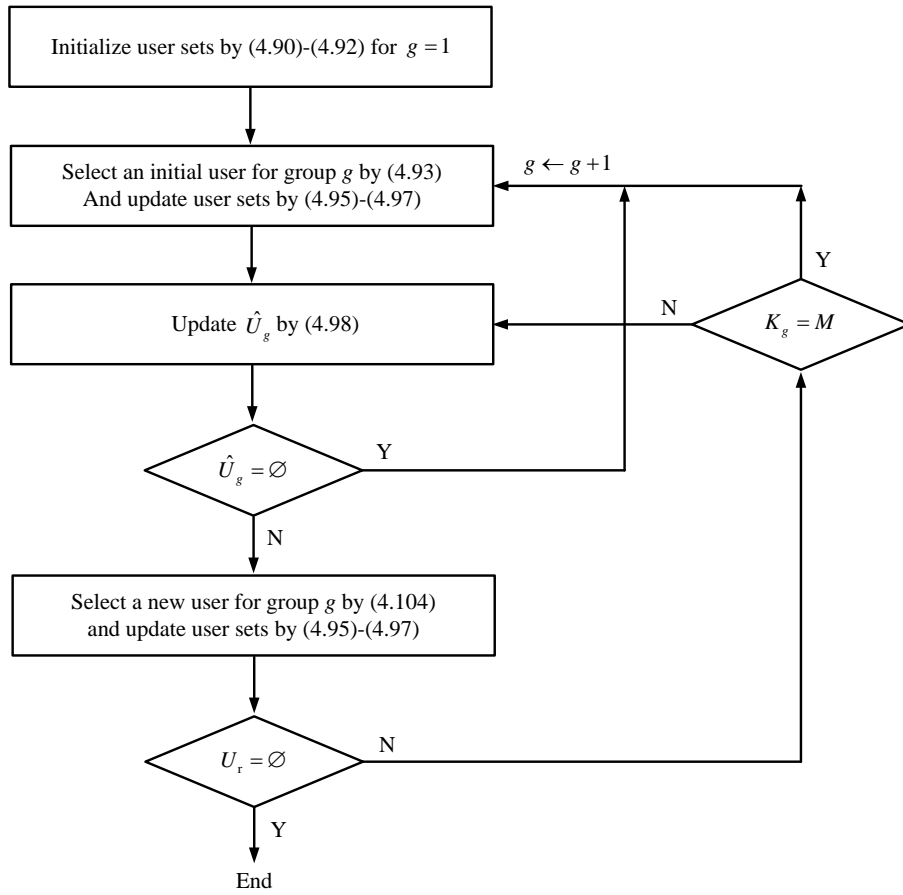 Initialize user sets by (4.90)-(4.92) for g = 1
Select an initial user for group g by (4.93)
And update user sets by (4.95)-(4.97)
g ← g + 1
Y
Update Û_g by (4.98)
N
K_g = M
Û_g = ∅
Y
N
Select a new user for group g by (4.104)
and update user sets by (4.95)-(4.97)
U_r = ∅
N
Y
End